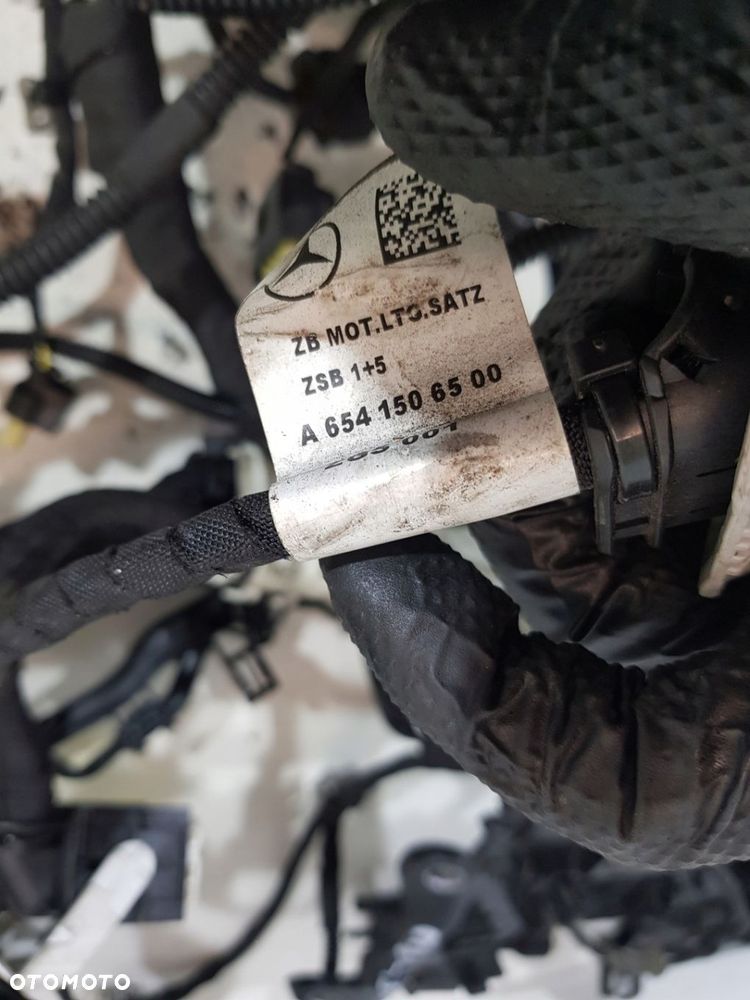 ZB MOT.LTG.SATZ
ZSB 1+5
A 654 150 65 00
OTOMOTO